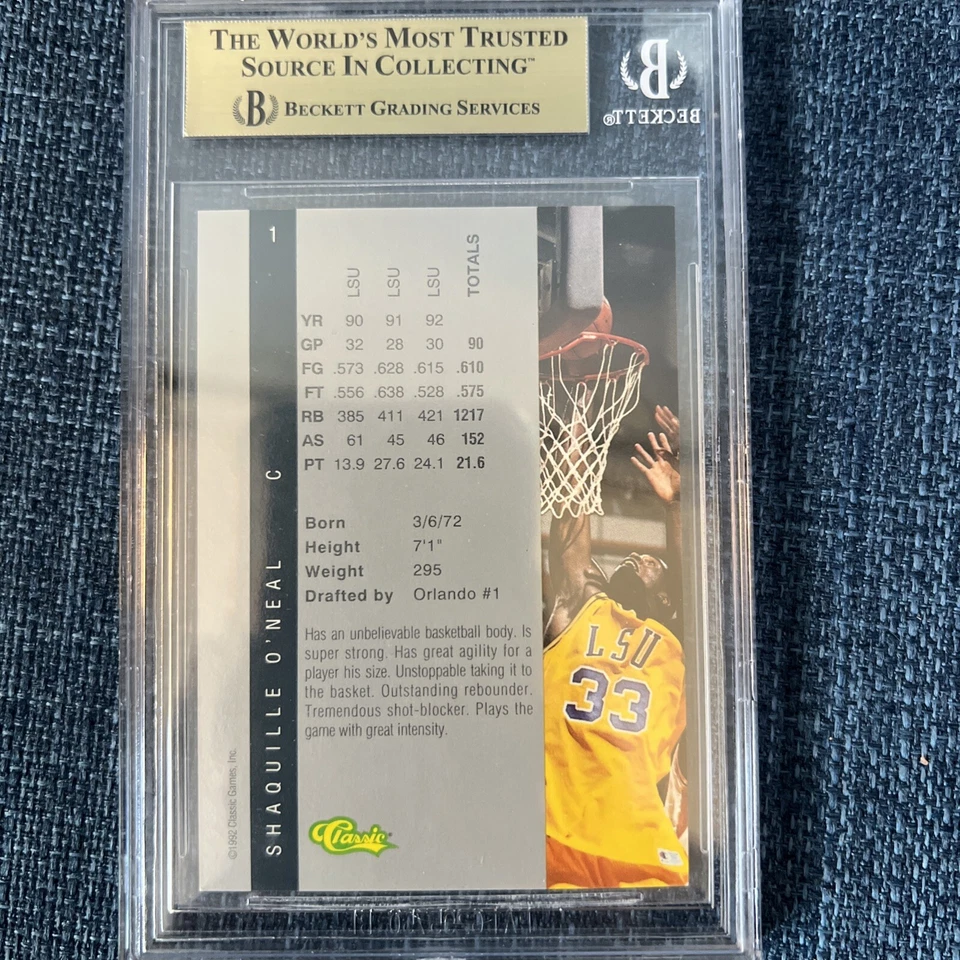 THE WORLD'S MOST TRUSTED
SOURCE IN COLLECTING™
B BECKETT GRADING SERVICES
B
BECKETT®
1
SHAQUILLE O'NEAL C
©1992 Classic Games, Inc.
LSU LSU LSU TOTALS
YR 90 91 92
GP 32 28 30 90
FG .573 .628 .615 .610
FT .556 .638 .528 .575
RB 385 411 421 1217
AS 61 45 46 152
PT 13.9 27.6 24.1 21.6
Born 3/6/72
Height 7'1"
Weight 295
Drafted by Orlando #1
Has an unbelievable basketball body. Is
super strong. Has great agility for a
player his size. Unstoppable taking it to
the basket. Outstanding rebounder.
Tremendous shot-blocker. Plays the
game with great intensity.
Classic®
LSU
33